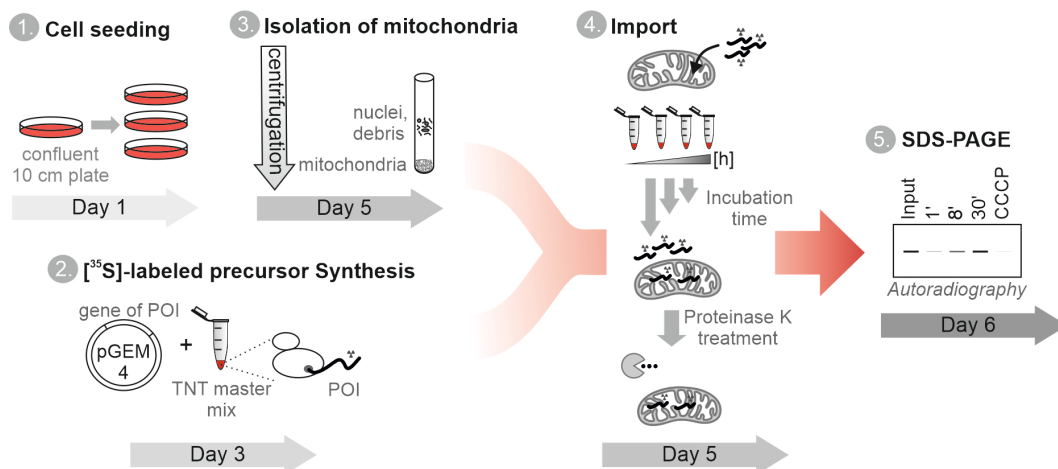 1. Cell seeding
confluent
10 cm plate
Day 1
2. [³⁵S]-labeled precursor Synthesis
gene of POI
pGEM
4
+
TNT master
mix
POI
Day 3
3. Isolation of mitochondria
centrifugation
nuclei,
debris
mitochondria
Day 5
4. Import
[h]
Incubation
time
Proteinase K
treatment
Day 5
5. SDS-PAGE
Input
1'
8'
30'
CCCP
Autoradiography
Day 6